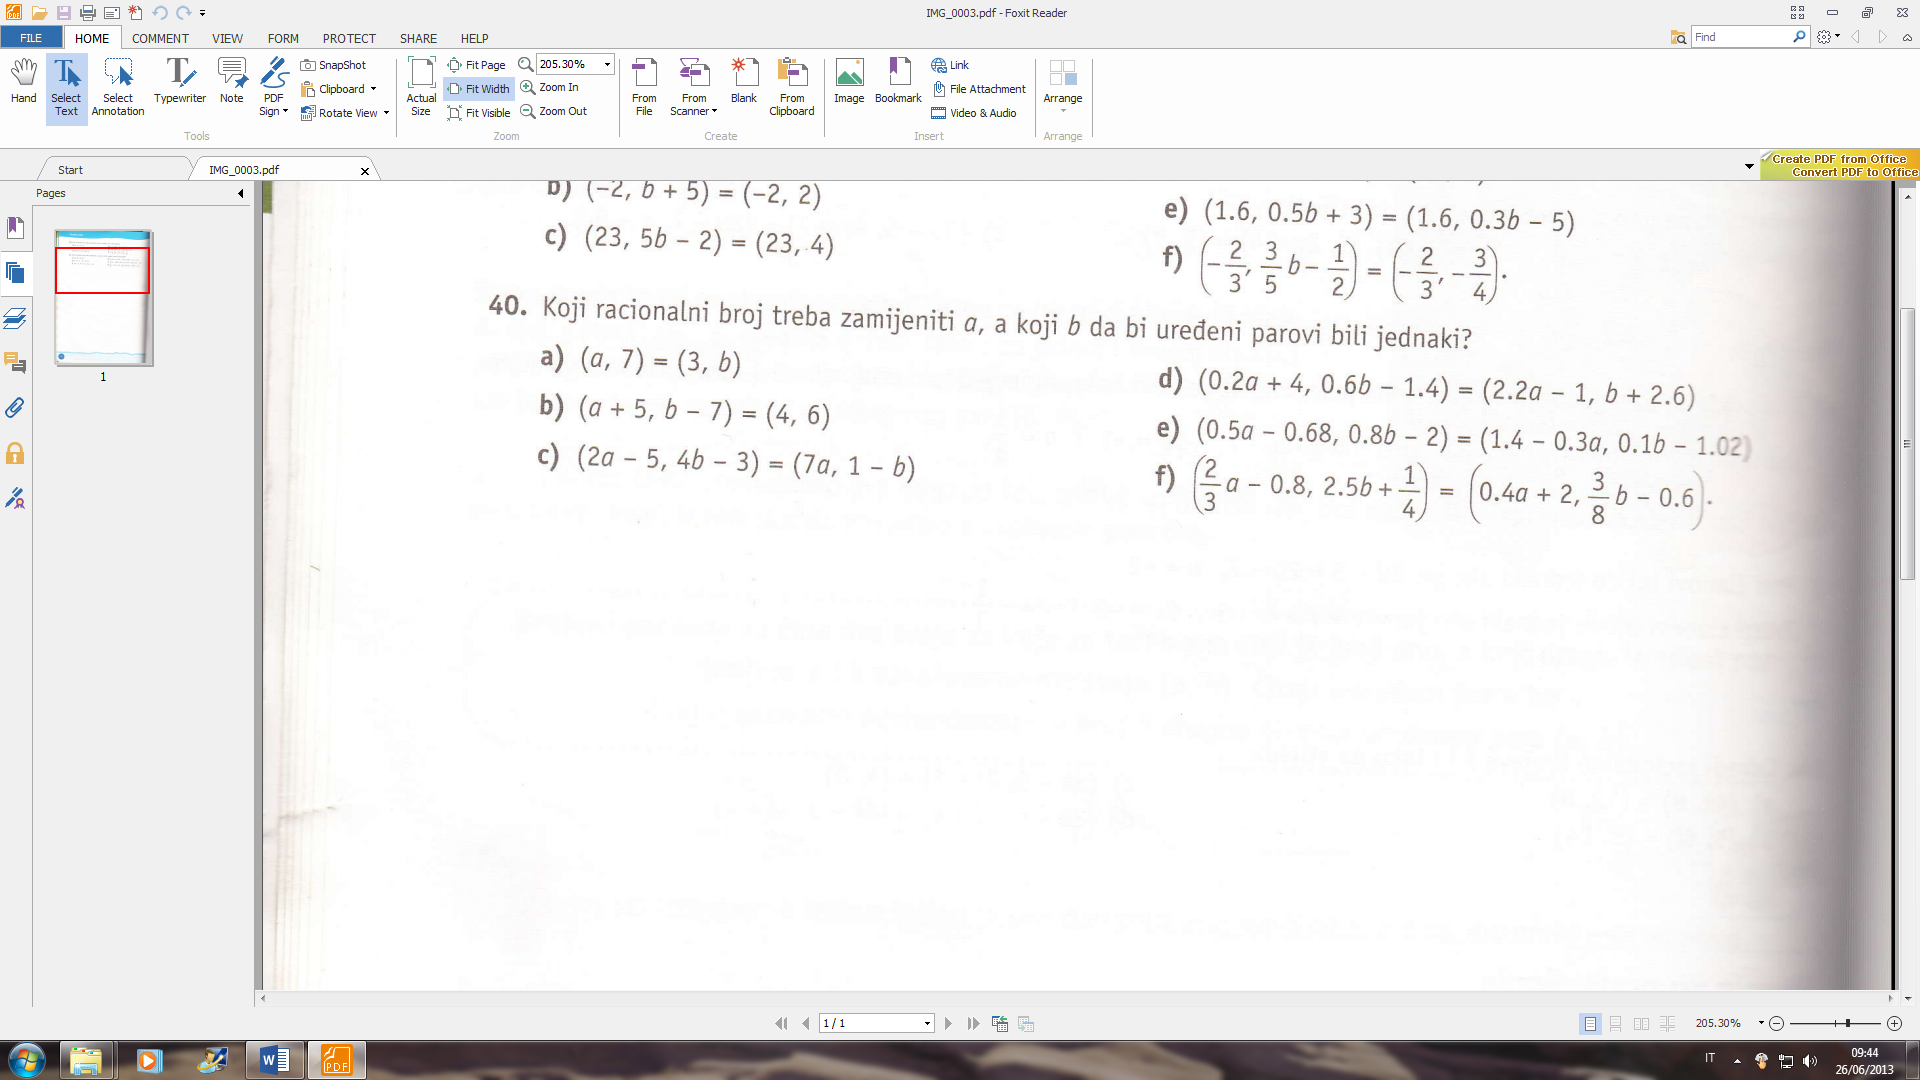 IMG_0003.pdf - Foxit Reader
FILE HOME COMMENT VIEW FORM PROTECT SHARE HELP
Find
Hand
Select Text
Select Annotation
Typewriter
Note
PDF Sign
SnapShot
Clipboard
Rotate View
Tools
Actual Size
Fit Page
Fit Width
Fit Visible
205.30%
Zoom In
Zoom Out
Zoom
From File
From Scanner
Blank
From Clipboard
Create
Image
Bookmark
Link
File Attachment
Video & Audio
Insert
Arrange
Arrange
Start
IMG_0003.pdf
Create PDF from Office
Convert PDF to Office
Pages
1
b) (−2, b + 5) = (−2, 2)
c) (23, 5b − 2) = (23, 4)
e) (1.6, 0.5b + 3) = (1.6, 0.3b − 5)
f) (−2/3, 3/5 b − 1/2) = (−2/3, −3/4).
40. Koji racionalni broj treba zamijeniti a, a koji b da bi uređeni parovi bili jednaki?
a) (a, 7) = (3, b)
b) (a + 5, b − 7) = (4, 6)
c) (2a − 5, 4b − 3) = (7a, 1 − b)
d) (0.2a + 4, 0.6b − 1.4) = (2.2a − 1, b + 2.6)
e) (0.5a − 0.68, 0.8b − 2) = (1.4 − 0.3a, 0.1b − 1.02)
f) (2/3 a − 0.8, 2.5b + 1/4) = (0.4a + 2, 3/8 b − 0.6).
1 / 1
205.30%
IT
09:44
26/06/2013